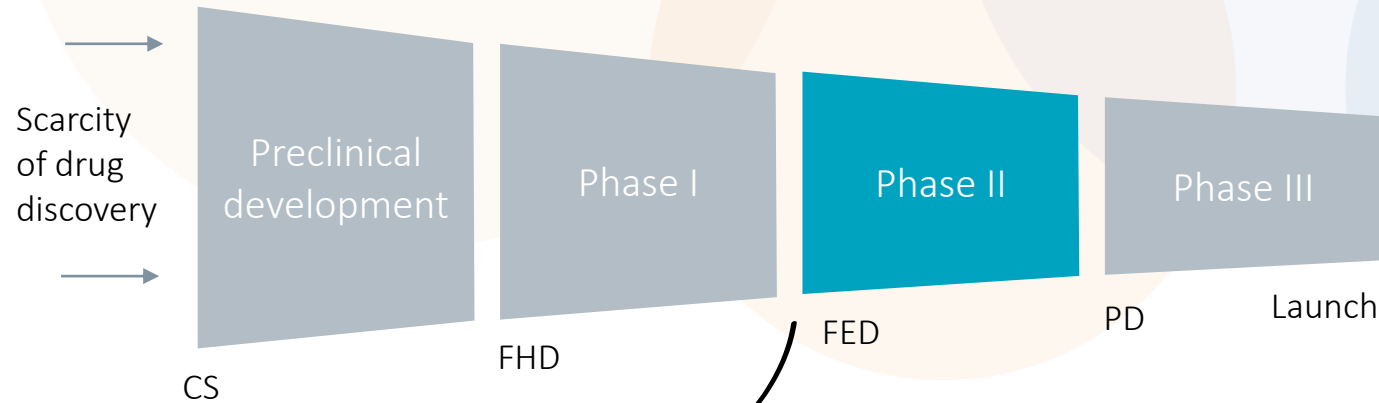 Scarcity
of drug
discovery
Preclinical
development
Phase I
Phase II
Phase III
CS
FHD
FED
PD
Launch